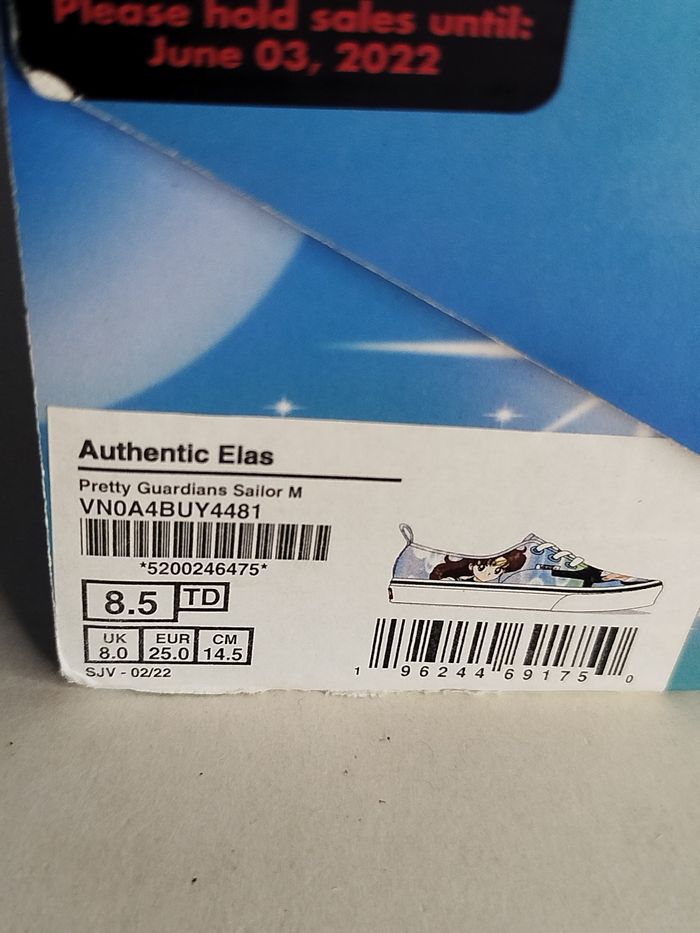 Please hold sales until:
June 03, 2022
Authentic Elas
Pretty Guardians Sailor M
VN0A4BUY4481
*5200246475*
8.5 TD
UK EUR CM
8.0 25.0 14.5
SJV - 02/22
1 96244 69175 0